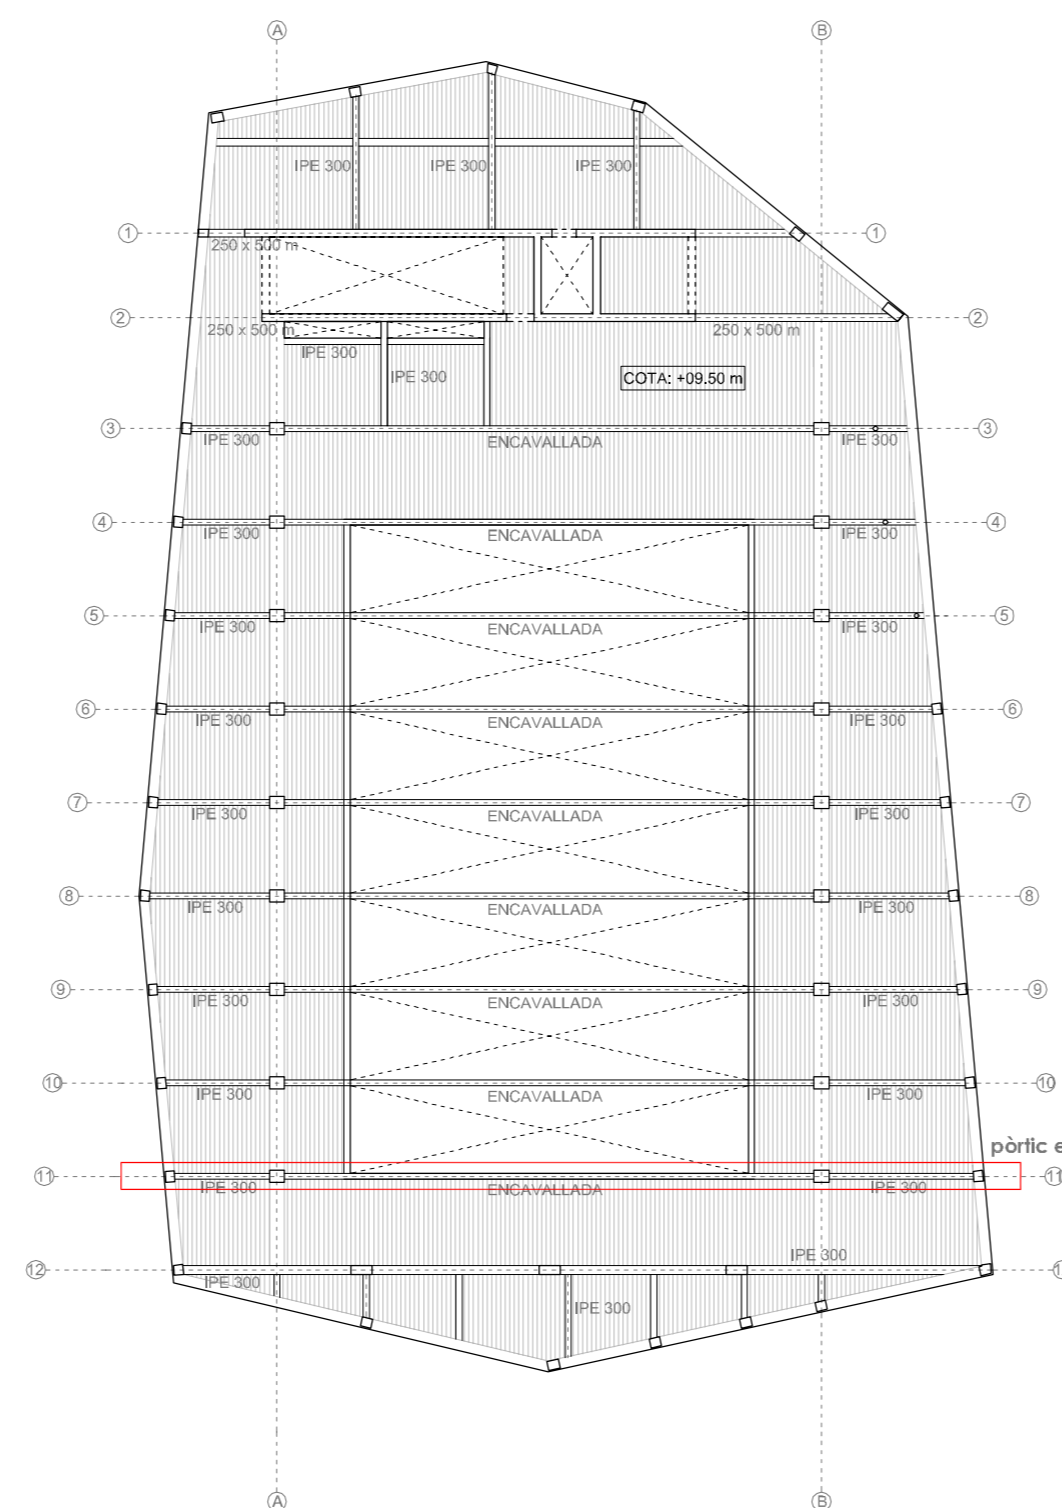 A B
IPE 300 IPE 300 IPE 300
1 1
250 x 500 m
2 2
250 x 500 m 250 x 500 m
IPE 300
IPE 300
COTA: +09.50 m
3 3
IPE 300 ENCAVALLADA IPE 300
4 4
IPE 300 ENCAVALLADA IPE 300
5 5
IPE 300 ENCAVALLADA IPE 300
6 6
IPE 300 ENCAVALLADA IPE 300
7 7
IPE 300 ENCAVALLADA IPE 300
8 8
IPE 300 ENCAVALLADA IPE 300
9 9
IPE 300 ENCAVALLADA IPE 300
10 10
IPE 300 ENCAVALLADA IPE 300
pòrtic e
11 11
IPE 300 ENCAVALLADA IPE 300
IPE 300
12 1
IPE 300
IPE 300
A B